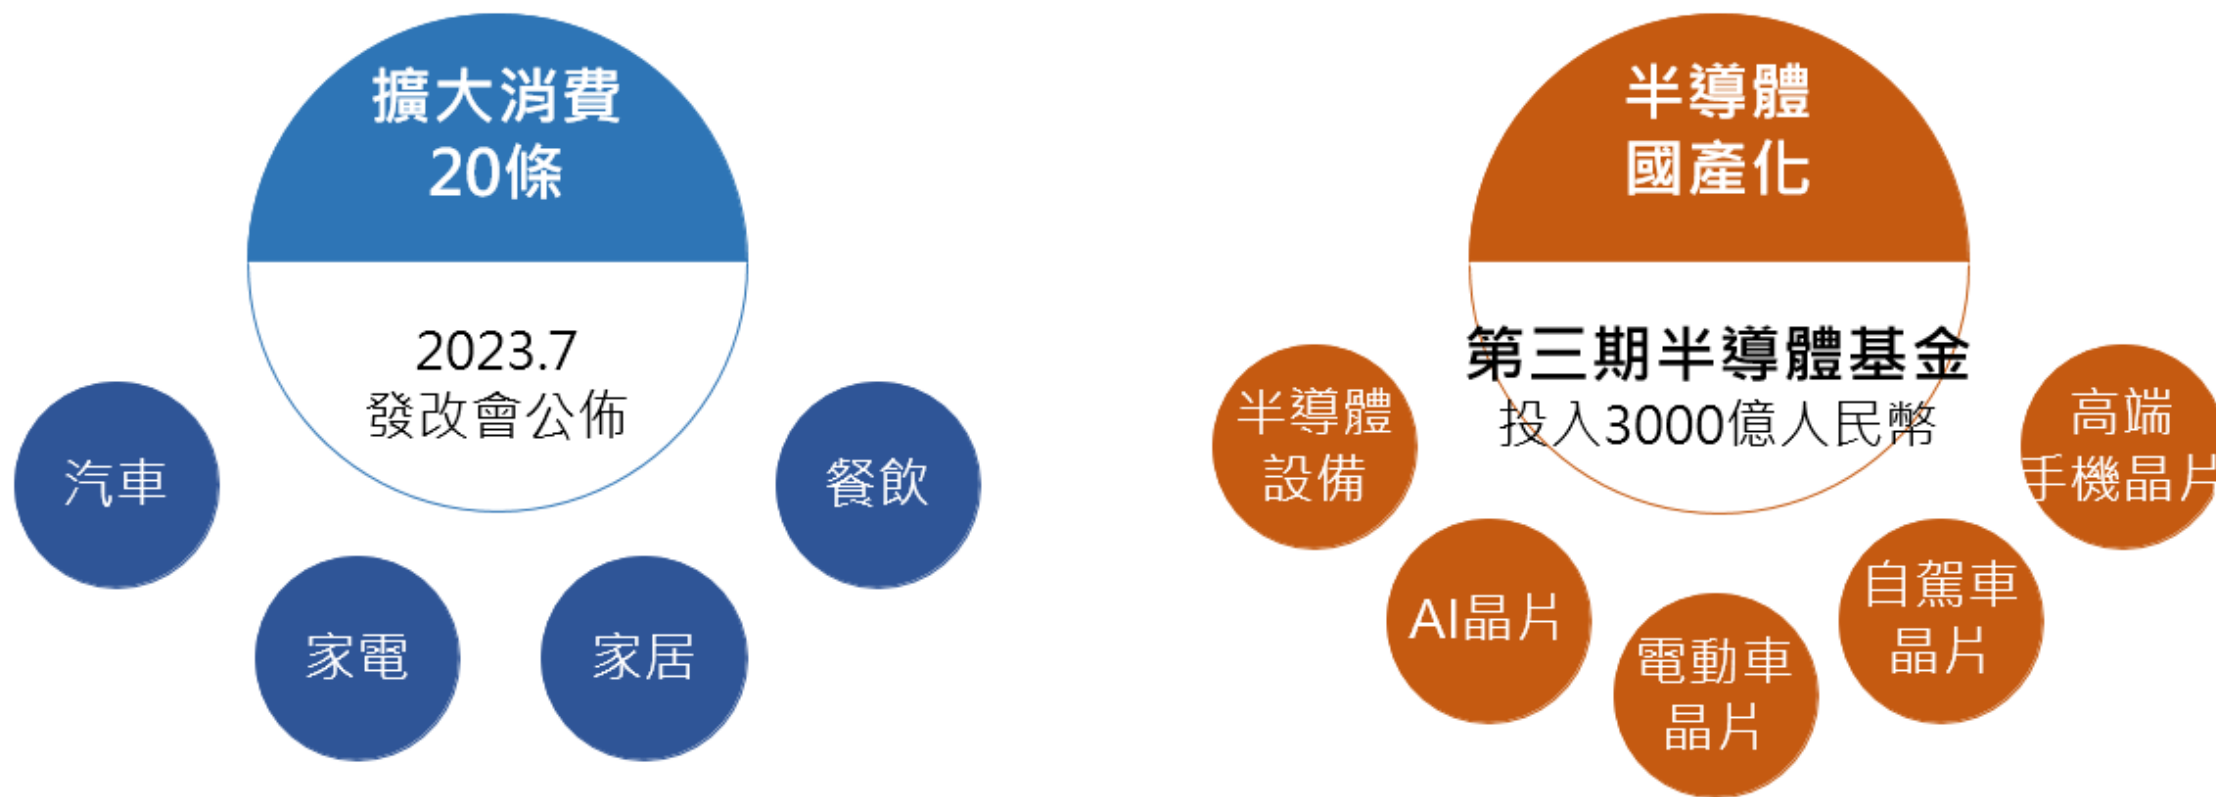 擴大消費
20條
2023.7
發改會公佈
汽車
家電
家居
餐飲
半導體
國產化
第三期半導體基金
投入3000億人民幣
半導體
設備
AI晶片
電動車
晶片
自駕車
晶片
高端
手機晶片